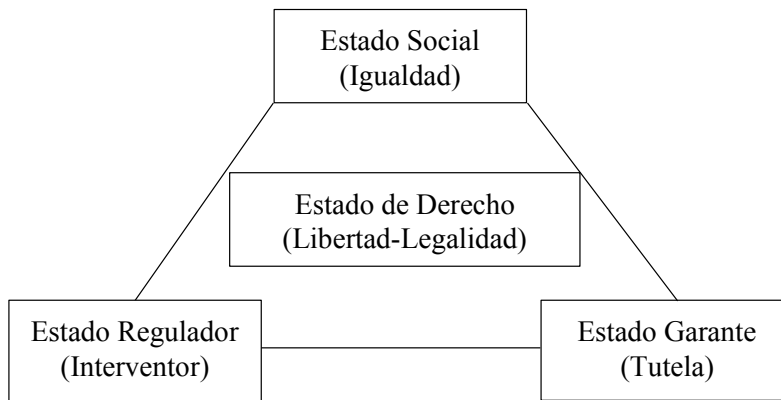 Estado Social
(Igualdad)
Estado de Derecho
(Libertad-Legalidad)
Estado Regulador
(Interventor)
Estado Garante
(Tutela)